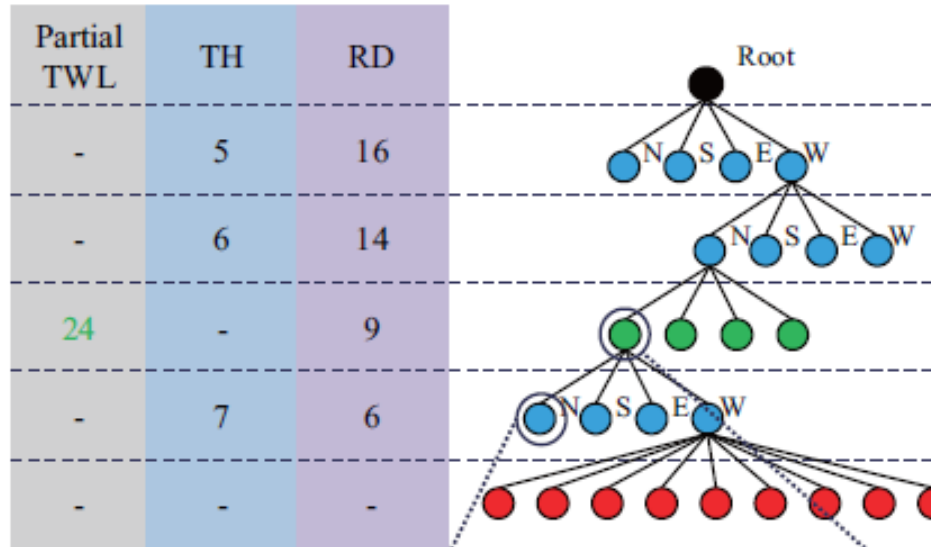 Partial TWL TH RD Root
- 5 16 N S E W
- 6 14 N S E W
24 - 9
- 7 6 N S E W
- - -